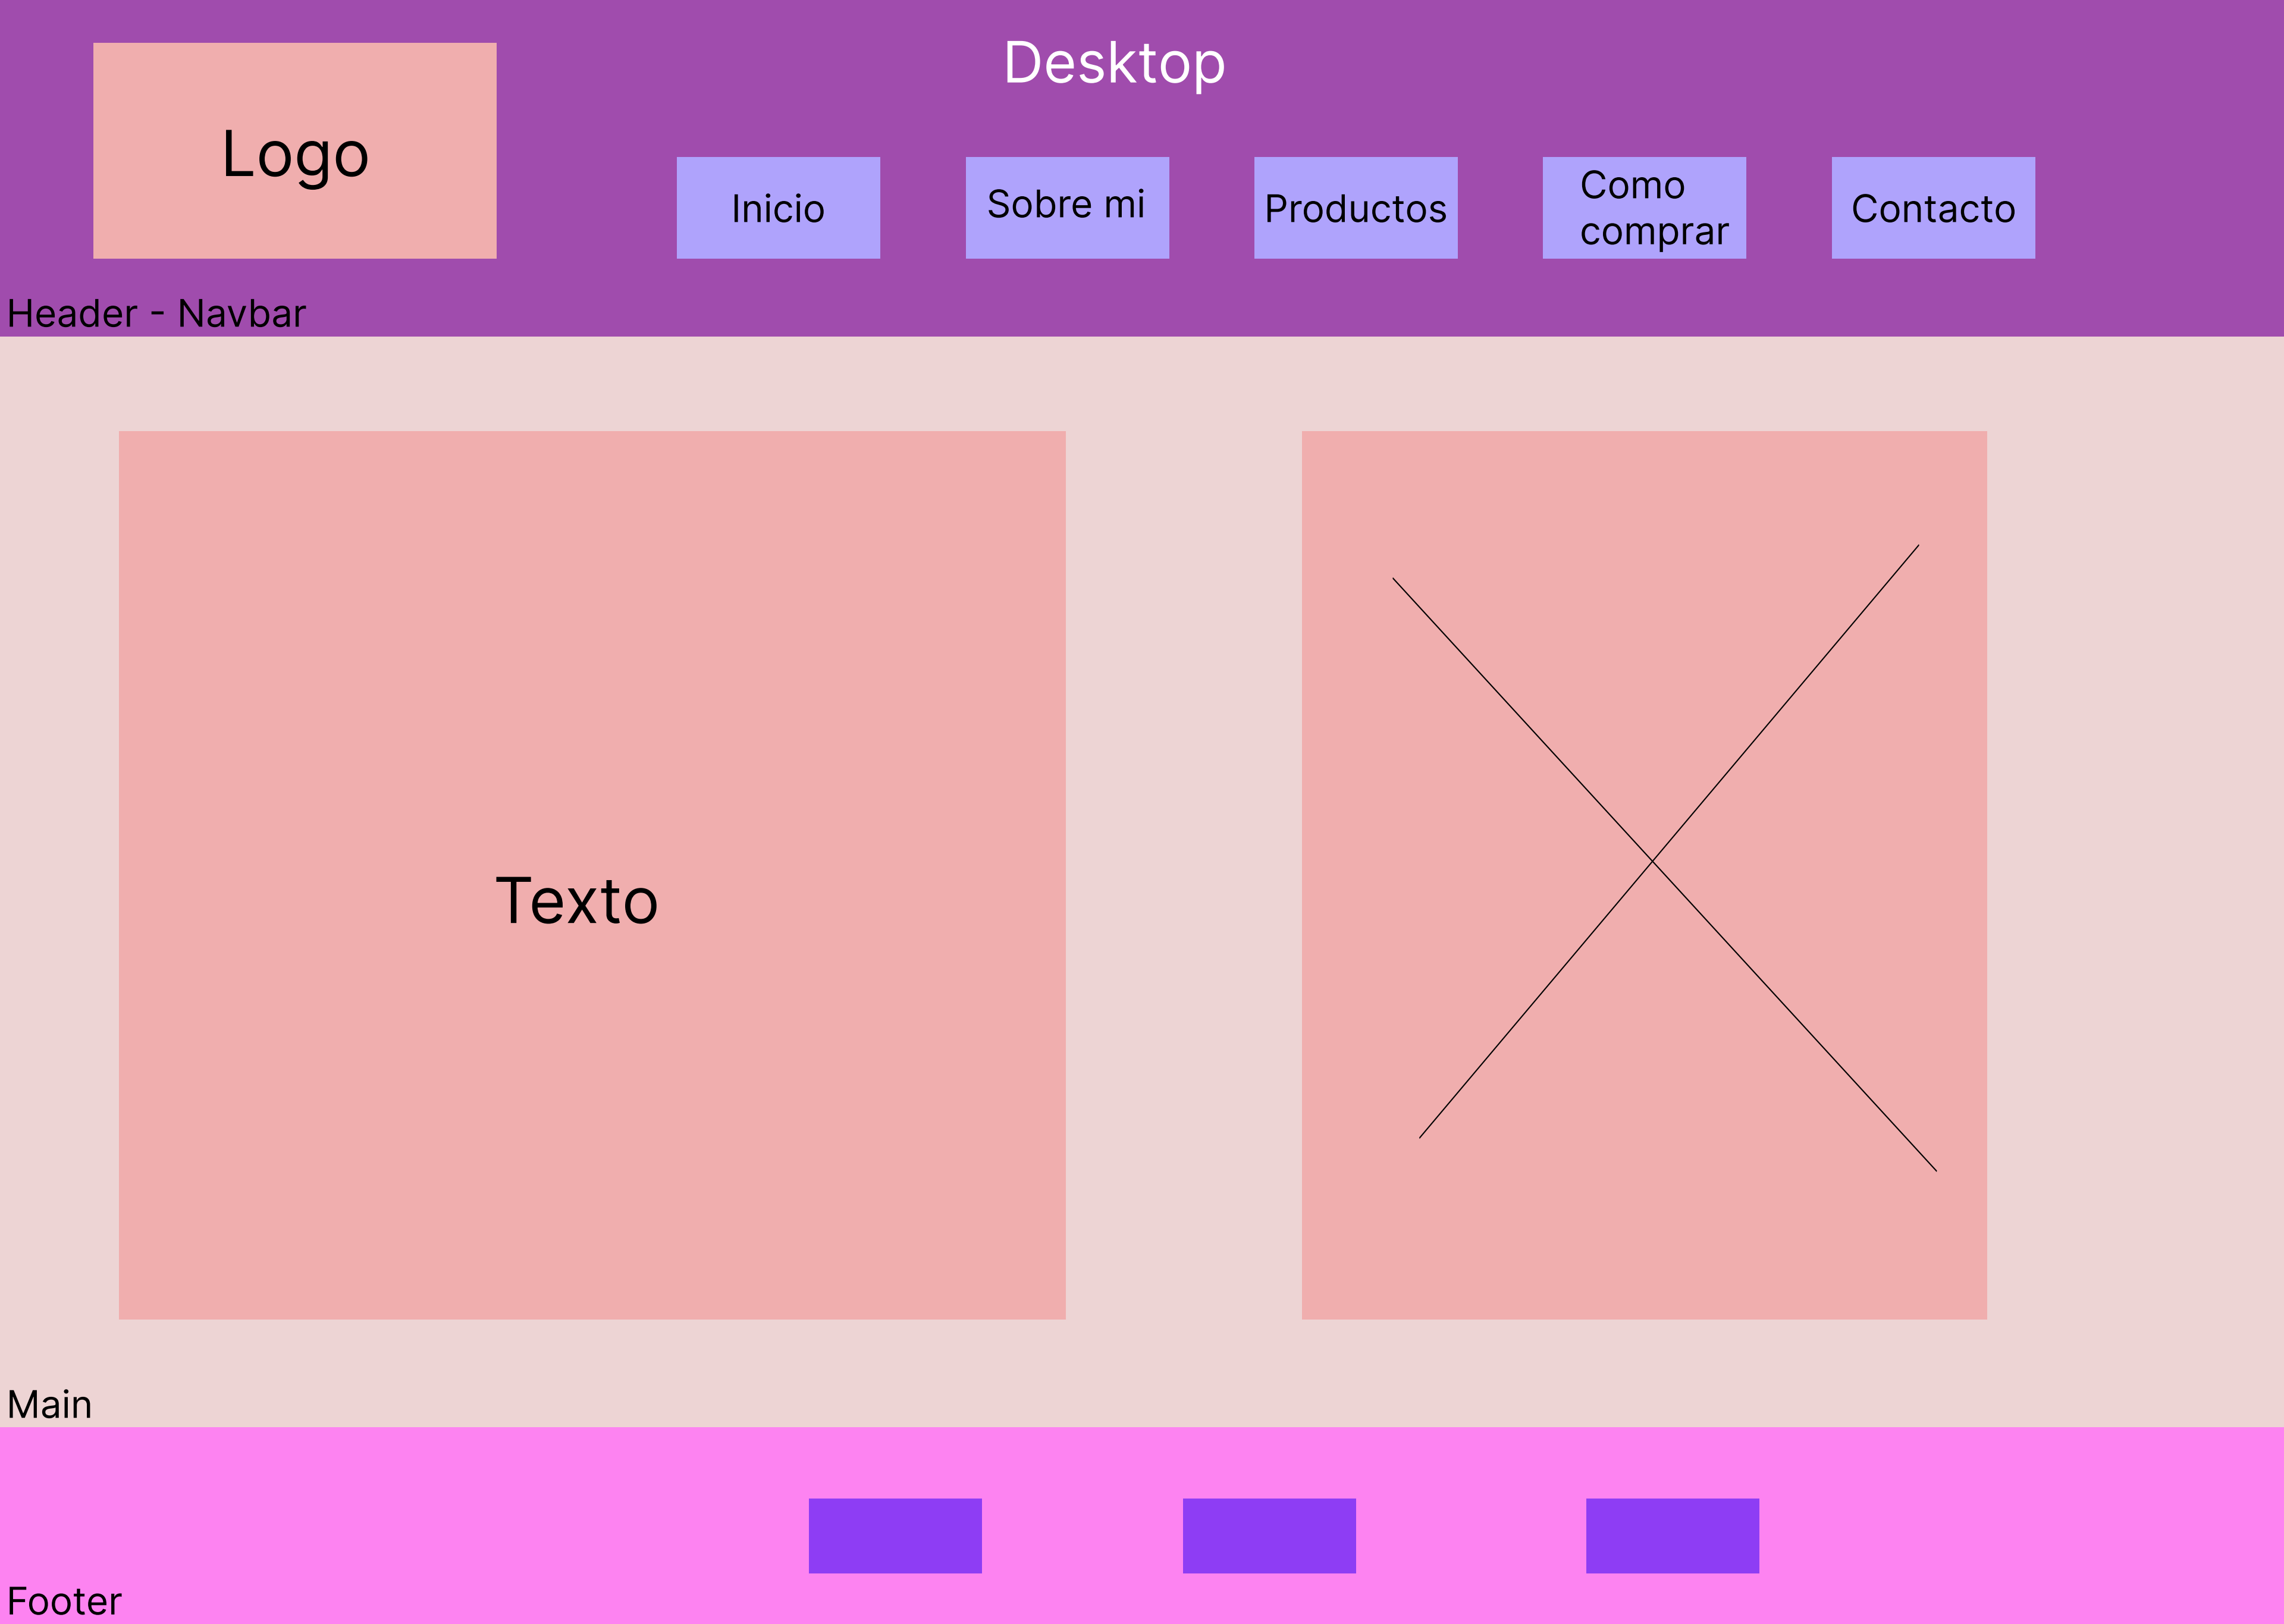 Desktop
Logo
Inicio
Sobre mi
Productos
Como
comprar
Contacto
Header - Navbar
Texto
Main
Footer